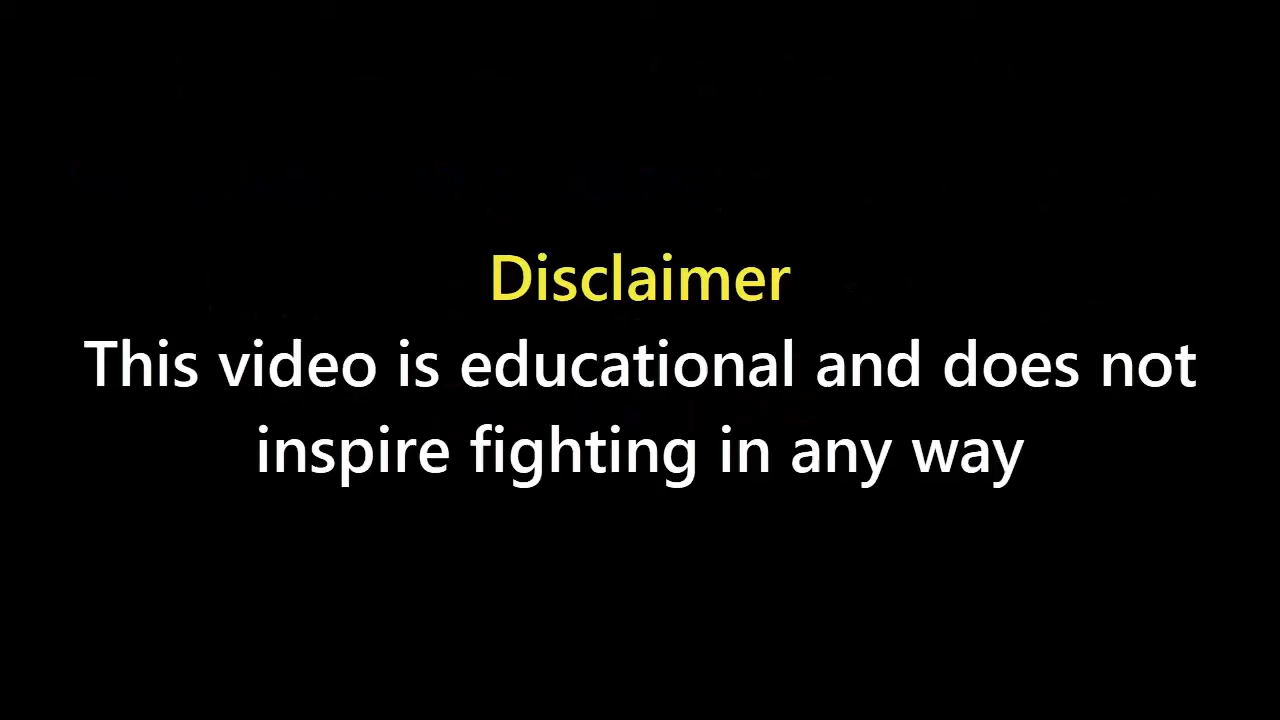 Disclaimer
This video is educational and does not
inspire fighting in any way